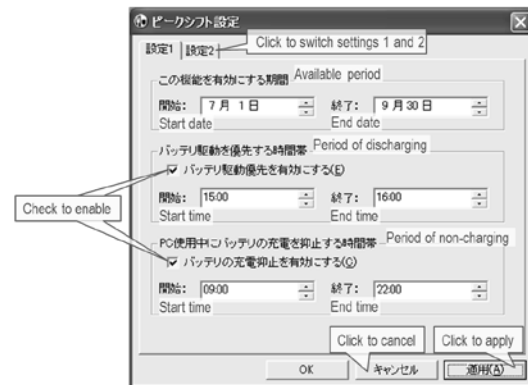 ピークシフト設定
設定1 設定2
Click to switch settings 1 and 2
この機能を有効にする期間 Available period
開始: 7月 1日 終了: 9月30日
Start date End date
バッテリ駆動を優先する時間帯 Period of discharging
バッテリ駆動優先を有効にする(E)
開始: 15:00 終了: 16:00
Start time End time
Check to enable
PC使用中にバッテリの充電を抑止する時間帯 Period of non-charging
バッテリの充電抑止を有効にする(C)
開始: 09:00 終了: 22:00
Start time End time
Click to cancel Click to apply
OK キャンセル 適用(A)